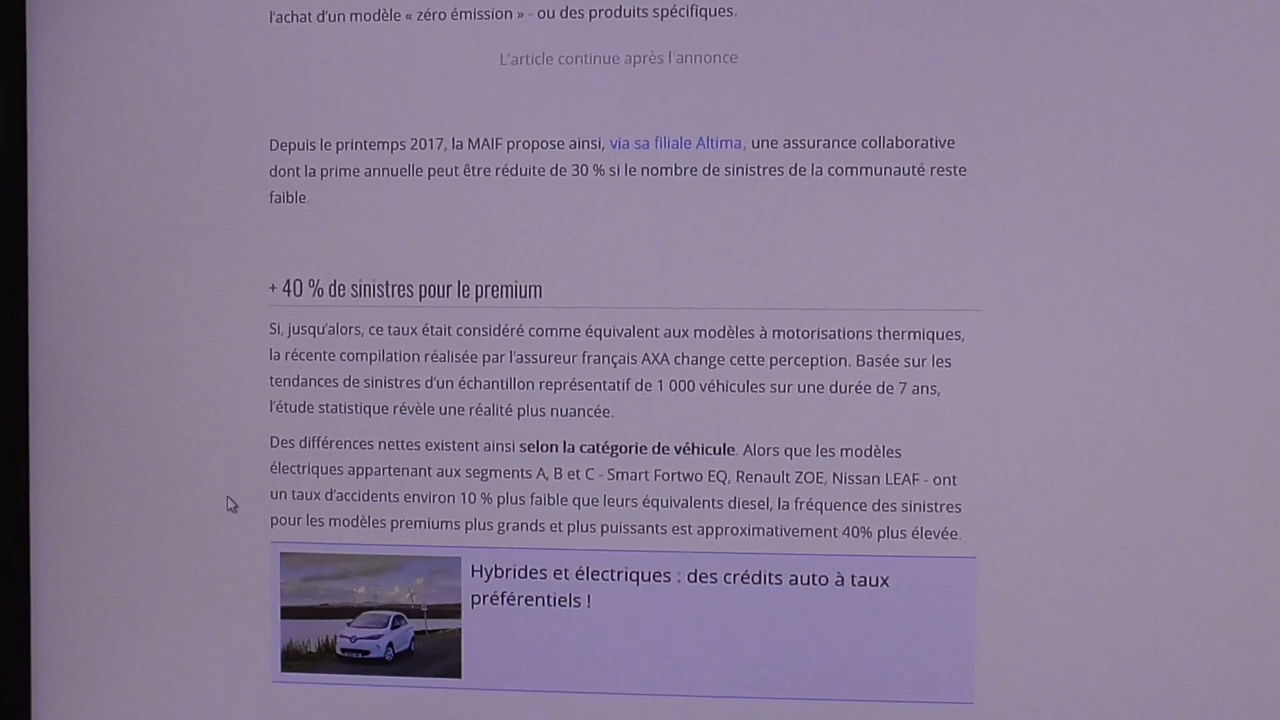 l'achat d'un modèle « zéro émission » - ou des produits spécifiques.
L'article continue après l'annonce
Depuis le printemps 2017, la MAIF propose ainsi, via sa filiale Altima, une assurance collaborative
dont la prime annuelle peut être réduite de 30 % si le nombre de sinistres de la communauté reste
faible.
+ 40 % de sinistres pour le premium
Si, jusqu'alors, ce taux était considéré comme équivalent aux modèles à motorisations thermiques,
la récente compilation réalisée par l'assureur français AXA change cette perception. Basée sur les
tendances de sinistres d'un échantillon représentatif de 1 000 véhicules sur une durée de 7 ans,
l'étude statistique révèle une réalité plus nuancée.
Des différences nettes existent ainsi selon la catégorie de véhicule. Alors que les modèles
électriques appartenant aux segments A, B et C - Smart Fortwo EQ, Renault ZOE, Nissan LEAF - ont
un taux d'accidents environ 10 % plus faible que leurs équivalents diesel, la fréquence des sinistres
pour les modèles premiums plus grands et plus puissants est approximativement 40% plus élevée.
Hybrides et électriques : des crédits auto à taux
préférentiels !